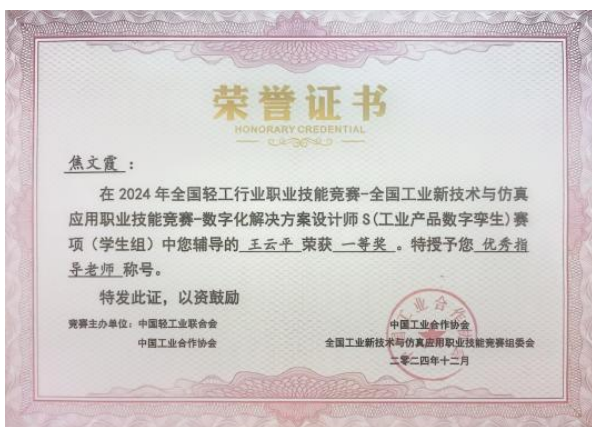 荣誉证书
HONORARY CREDENTIAL
焦文霞：
在 2024 年全国轻工行业职业技能竞赛-全国工业新技术与仿真
应用职业技能竞赛-数字化解决方案设计师 S(工业产品数字孪生)赛
项（学生组）中您辅导的 王云平 荣获 一等奖 。特授予您 优秀指
导老师 称号。
特发此证，以资鼓励
竞赛主办单位：中国轻工业联合会
中国工业合作协会
中国工业合作协会
全国工业新技术与仿真应用职业技能竞赛组委会
二零二四年十二月